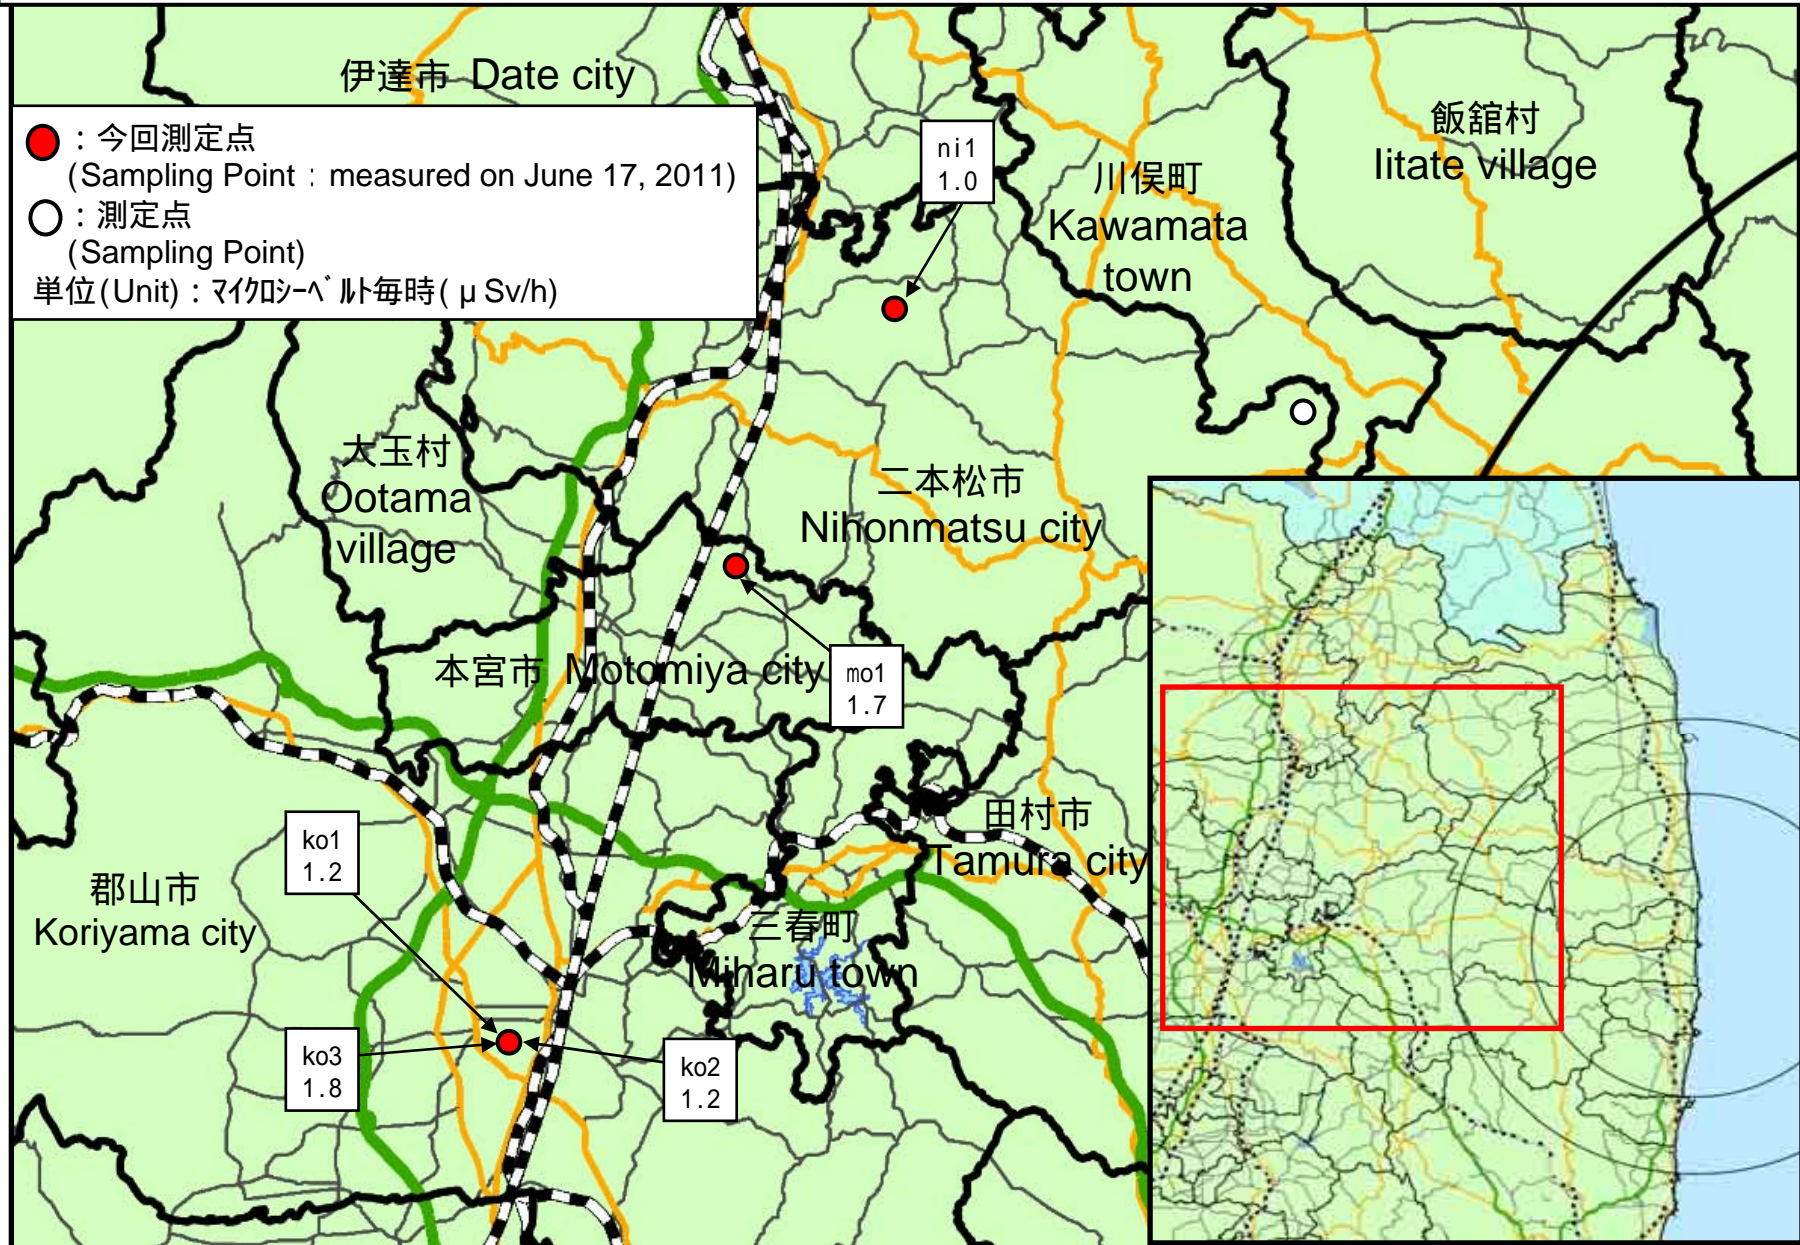 伊達市 Date city
：今回測定点
(Sampling Point : measured on June 17, 2011)
：測定点
(Sampling Point)
単位(Unit)：ﾏｲｸﾛｼｰﾍﾞﾙﾄ毎時( μ Sv/h)
ni1
1.0
川俣町
Kawamata
town
飯舘村
Iitate village
大玉村
Ootama
village
二本松市
Nihonmatsu city
本宮市 Motomiya city
mo1
1.7
田村市
Tamura city
ko1
1.2
郡山市
Koriyama city
三春町
Miharu town
ko3
1.8
ko2
1.2